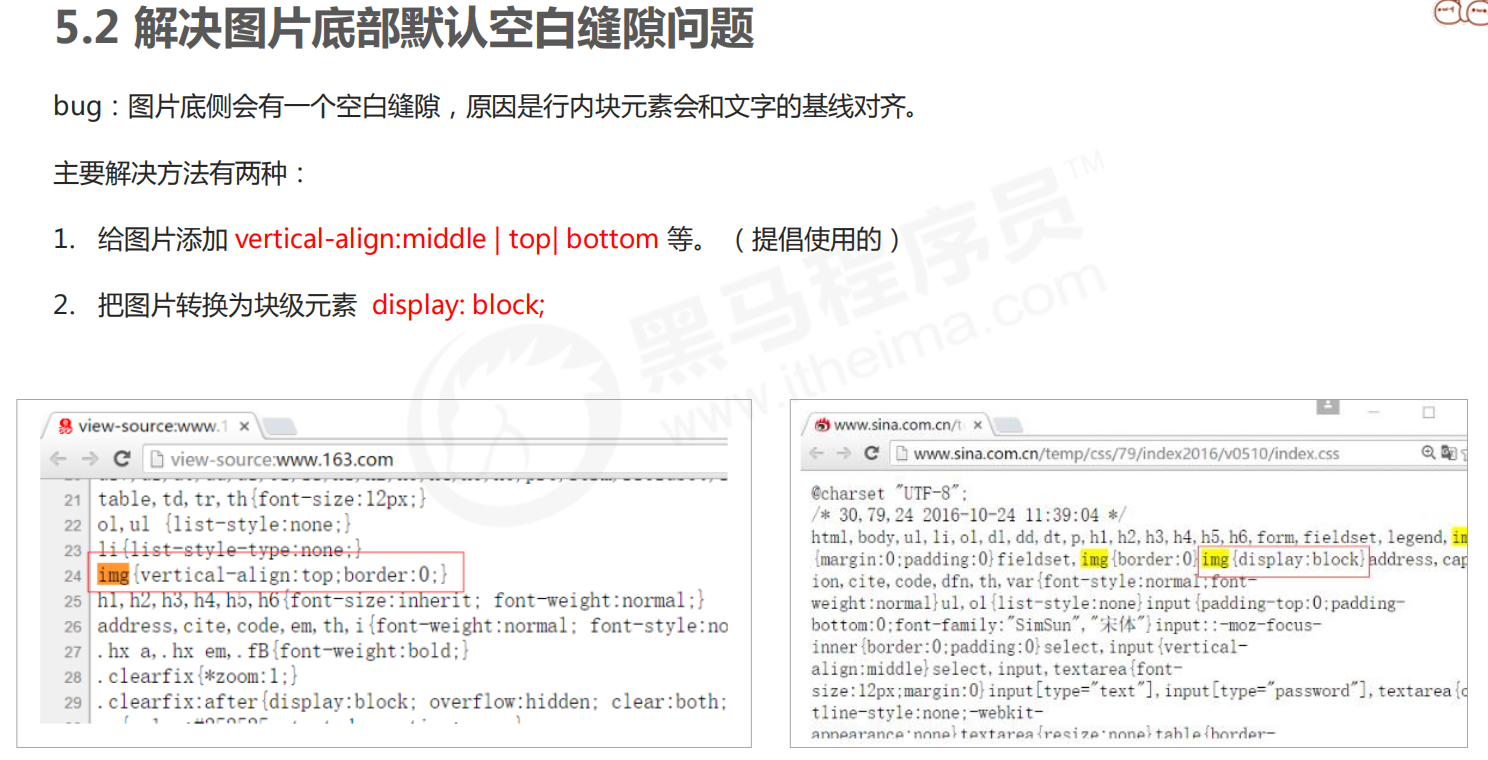 5.2 解决图片底部默认空白缝隙问题
bug：图片底侧会有一个空白缝隙，原因是行内块元素会和文字的基线对齐。
主要解决方法有两种：
1. 给图片添加 vertical-align:middle | top| bottom 等。 （提倡使用的）
2. 把图片转换为块级元素 display: block;
黑马程序员™
www.itheima.com
view-source:www.1
view-source:www.163.com
21 table,td,tr,th{font-size:12px;}
22 ol,ul {list-style:none;}
23 li{list-style-type:none;}
24 img{vertical-align:top;border:0;}
25 h1,h2,h3,h4,h5,h6{font-size:inherit; font-weight:normal;}
26 address,cite,code,em,th,i{font-weight:normal; font-style:no
27 .hx a,.hx em,.fB{font-weight:bold;}
28 .clearfix{*zoom:1;}
29 .clearfix:after{display:block; overflow:hidden; clear:both;
www.sina.com.cn/t
www.sina.com.cn/temp/css/79/index2016/v0510/index.css
@charset "UTF-8";
/* 30,79,24 2016-10-24 11:39:04 */
html,body,ul,li,ol,dl,dd,dt,p,h1,h2,h3,h4,h5,h6,form,fieldset,legend,im
{margin:0;padding:0}fieldset,img{border:0}img{display:block}address,cap
ion,cite,code,dfn,th,var{font-style:normal;font-
weight:normal}ul,ol{list-style:none}input{padding-top:0;padding-
bottom:0;font-family:"SimSun","宋体"}input::-moz-focus-
inner{border:0;padding:0}select,input{vertical-
align:middle}select,input,textarea{font-
size:12px;margin:0}input[type="text"],input[type="password"],textarea{o
tline-style:none;-webkit-
appearance:none}textarea{resize:none}table{border-